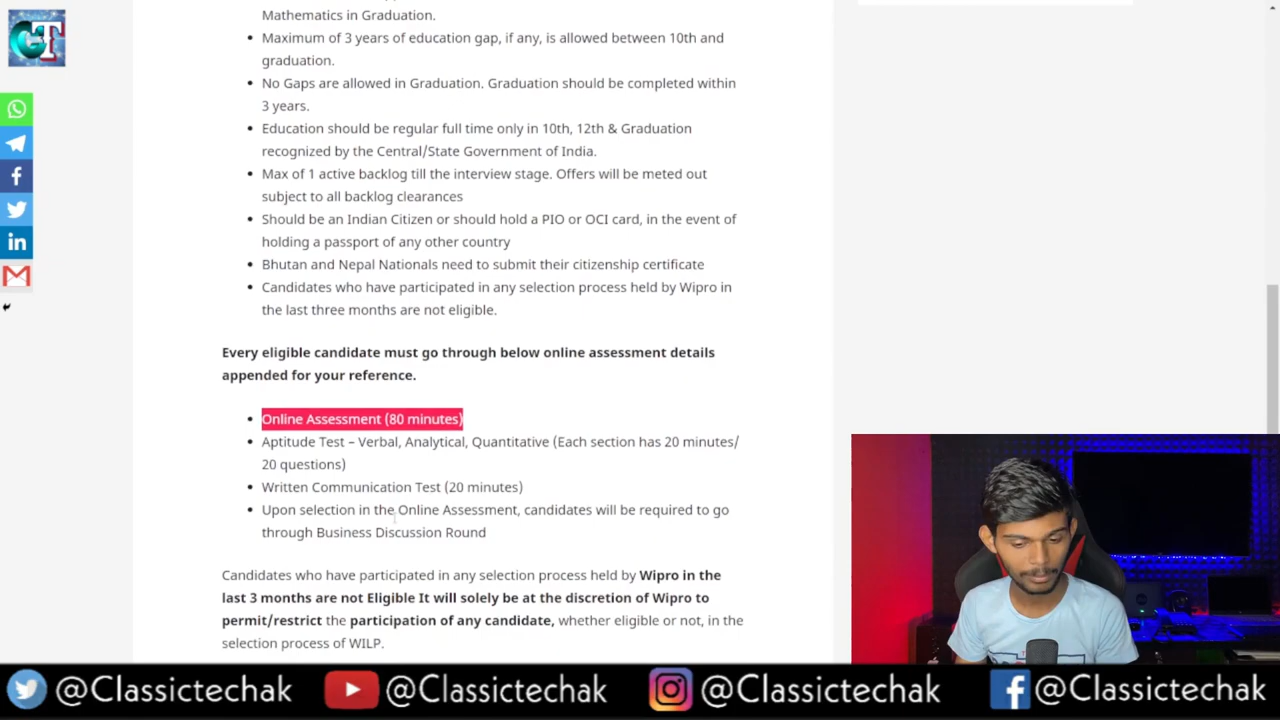 Mathematics in Graduation.
• Maximum of 3 years of education gap, if any, is allowed between 10th and
graduation.
• No Gaps are allowed in Graduation. Graduation should be completed within
3 years.
• Education should be regular full time only in 10th, 12th & Graduation
recognized by the Central/State Government of India.
• Max of 1 active backlog till the interview stage. Offers will be meted out
subject to all backlog clearances
• Should be an Indian Citizen or should hold a PIO or OCI card, in the event of
holding a passport of any other country
• Bhutan and Nepal Nationals need to submit their citizenship certificate
• Candidates who have participated in any selection process held by Wipro in
the last three months are not eligible.
Every eligible candidate must go through below online assessment details
appended for your reference.
• Online Assessment (80 minutes)
• Aptitude Test – Verbal, Analytical, Quantitative (Each section has 20 minutes/
20 questions)
• Written Communication Test (20 minutes)
• Upon selection in the Online Assessment, candidates will be required to go
through Business Discussion Round
Candidates who have participated in any selection process held by Wipro in the
last 3 months are not Eligible It will solely be at the discretion of Wipro to
permit/restrict the participation of any candidate, whether eligible or not, in the
selection process of WILP.
@Classictechak @Classictechak @Classictechak @Classictechak